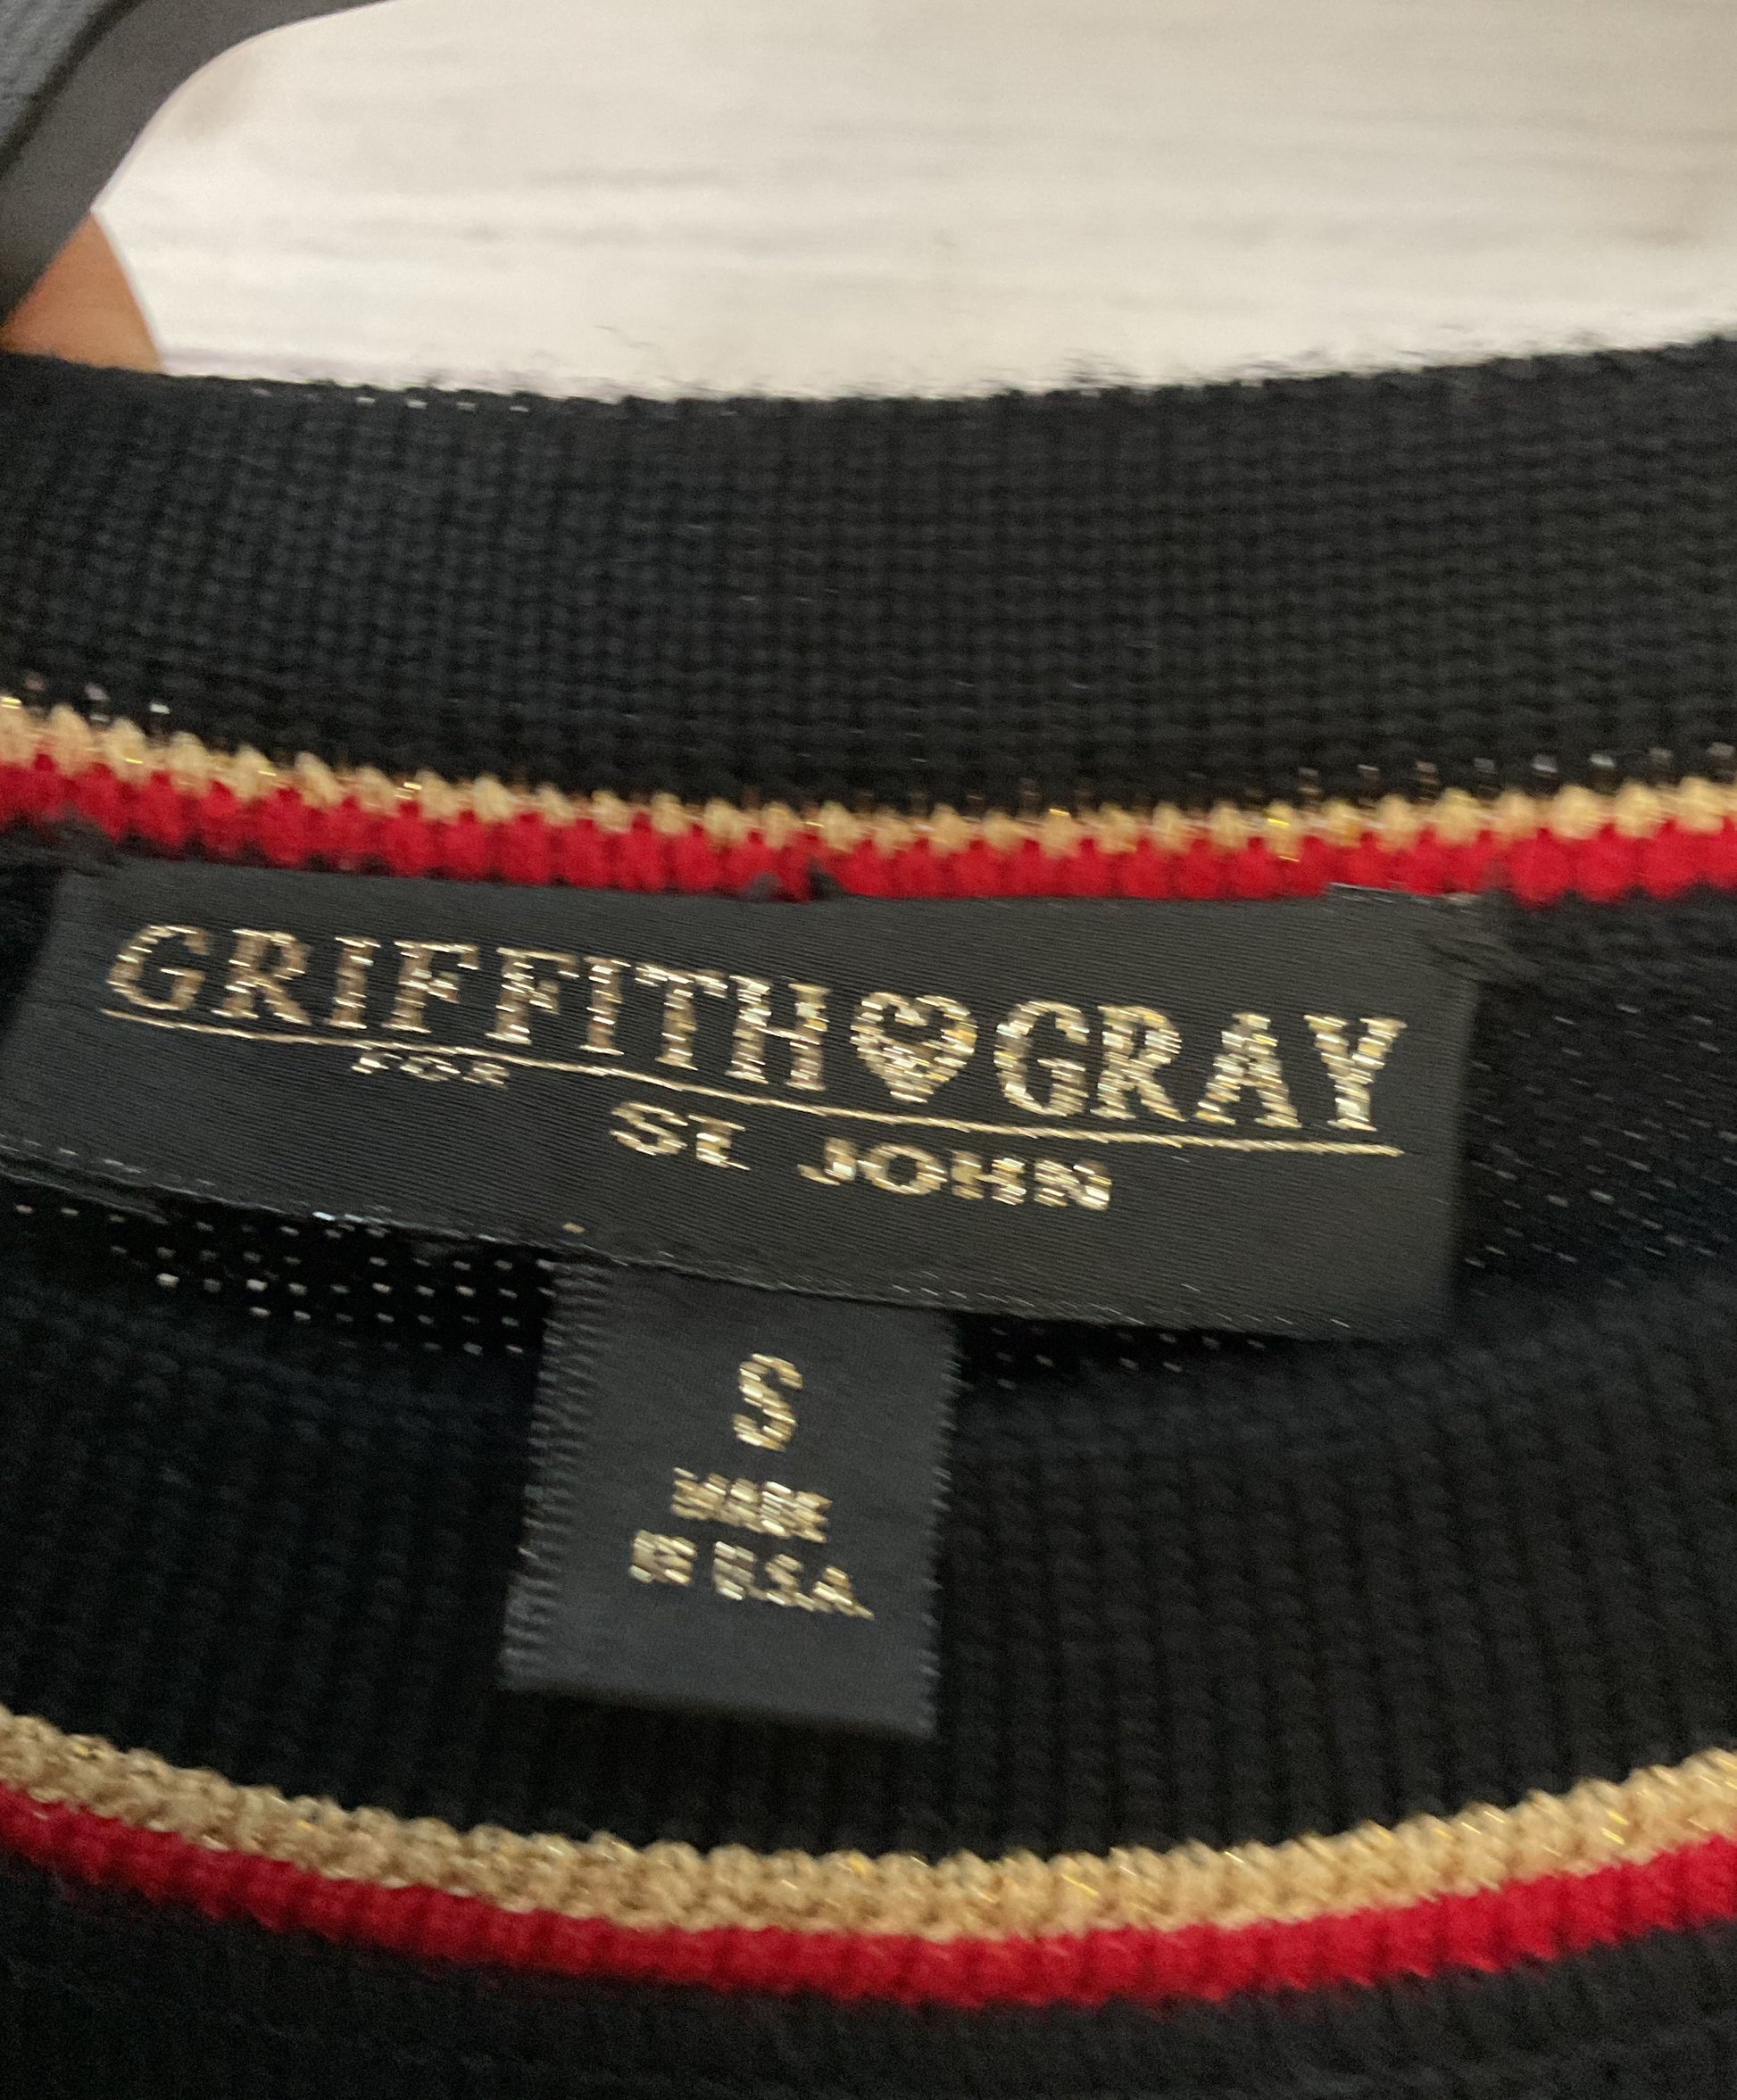 GRIFFITH♡GRAY
FOR
ST. JOHN
S
MADE
IN U.S.A.